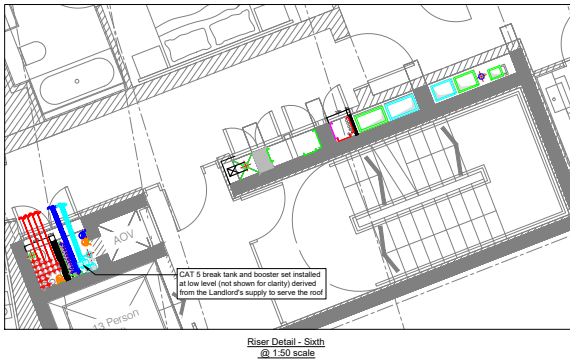 AOV
CAT 5 break tank and booster set installed
at low level (not shown for clarity) derived
from the Landlord's supply to serve the roof
13 Person
Riser Detail - Sixth
@ 1:50 scale